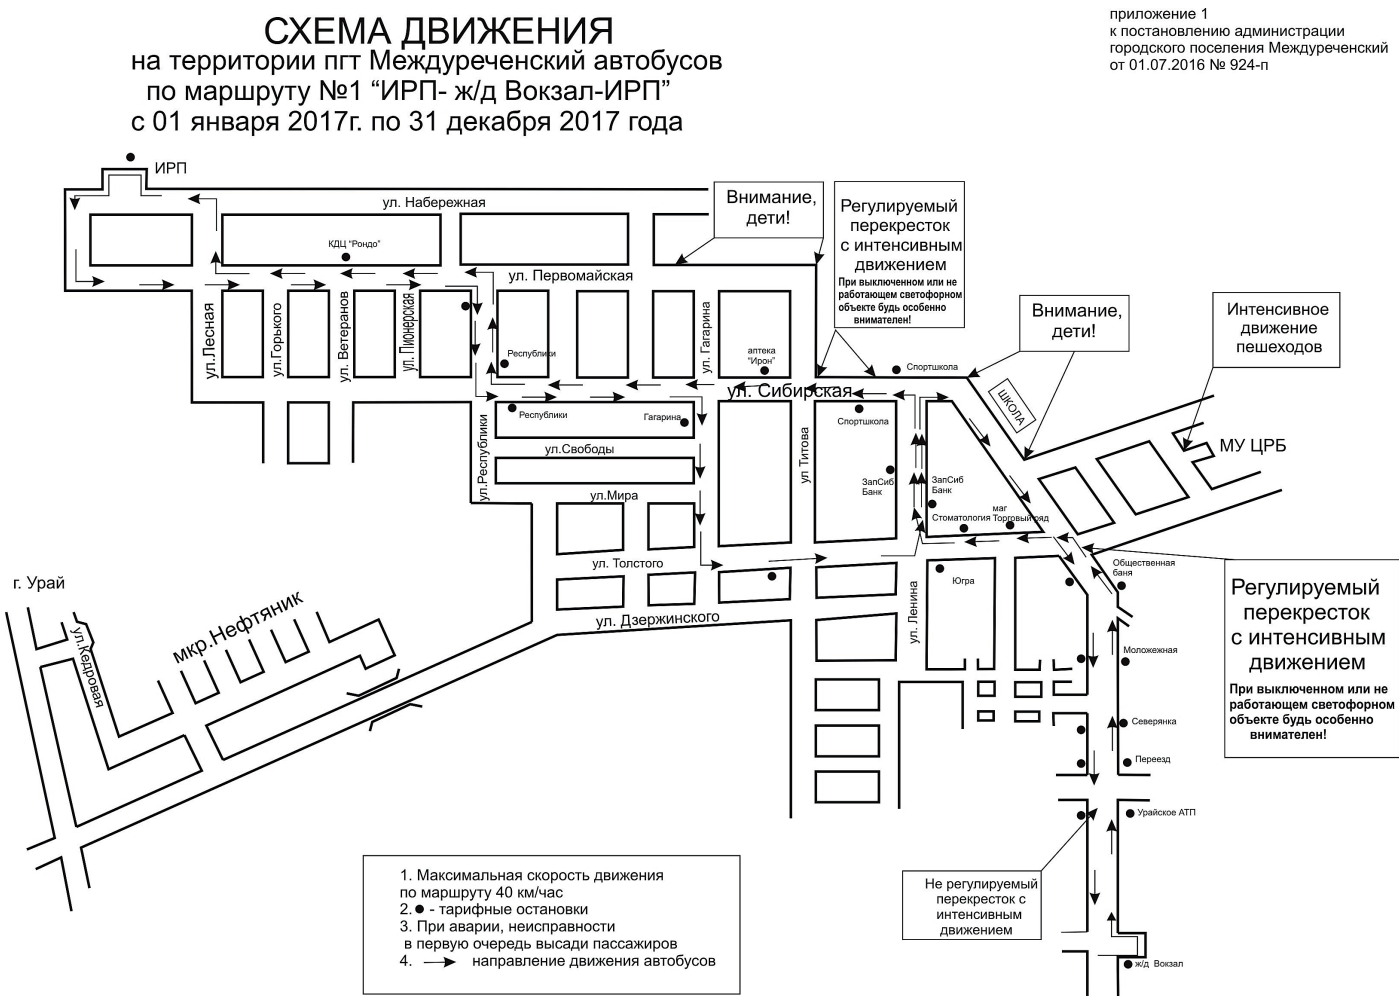 СХЕМА ДВИЖЕНИЯ
на территории пгт Междуреченский автобусов
по маршруту №1 “ИРП- ж/д Вокзал-ИРП”
с 01 января 2017г. по 31 декабря 2017 года
приложение 1
к постановлению администрации
городского поселения Междуреченский
от 01.07.2016 № 924-п
ИРП
ул. Набережная
КДЦ "Рондо"
ул. Первомайская
Внимание,
дети!
Регулируемый
перекресток
с интенсивным
движением
При выключенном или не
работающем светофорном
объекте будь особенно
внимателен!
Внимание,
дети!
Интенсивное
движение
пешеходов
ул.Лесная
ул.Горького
ул. Ветеранов
ул. Пионерская
Республики
ул. Гагарина
аптека
"Ирон"
Спортшкола
ул. Сибирская
ШКОЛА
Республики
Гагарина
Спортшкола
ул.Республики
ул.Свободы
ул Титова
МУ ЦРБ
ЗапСиб
Банк
ЗапСиб
Банк
ул.Мира
Стоматология
маг
Торговый ряд
ул. Толстого
Югра
Общественная
баня
ул. Ленина
ул. Дзержинского
г. Урай
мкр.Нефтяник
ул.Кедровая
Регулируемый
перекресток
с интенсивным
движением
При выключенном или не
работающем светофорном
объекте будь особенно
внимателен!
Моложежная
Северянка
Переезд
Урайское АТП
Не регулируемый
перекресток с
интенсивным
движением
ж/д Вокзал
1. Максимальная скорость движения
по маршруту 40 км/час
2. ● - тарифные остановки
3. При аварии, неисправности
в первую очередь высади пассажиров
4. → направление движения автобусов